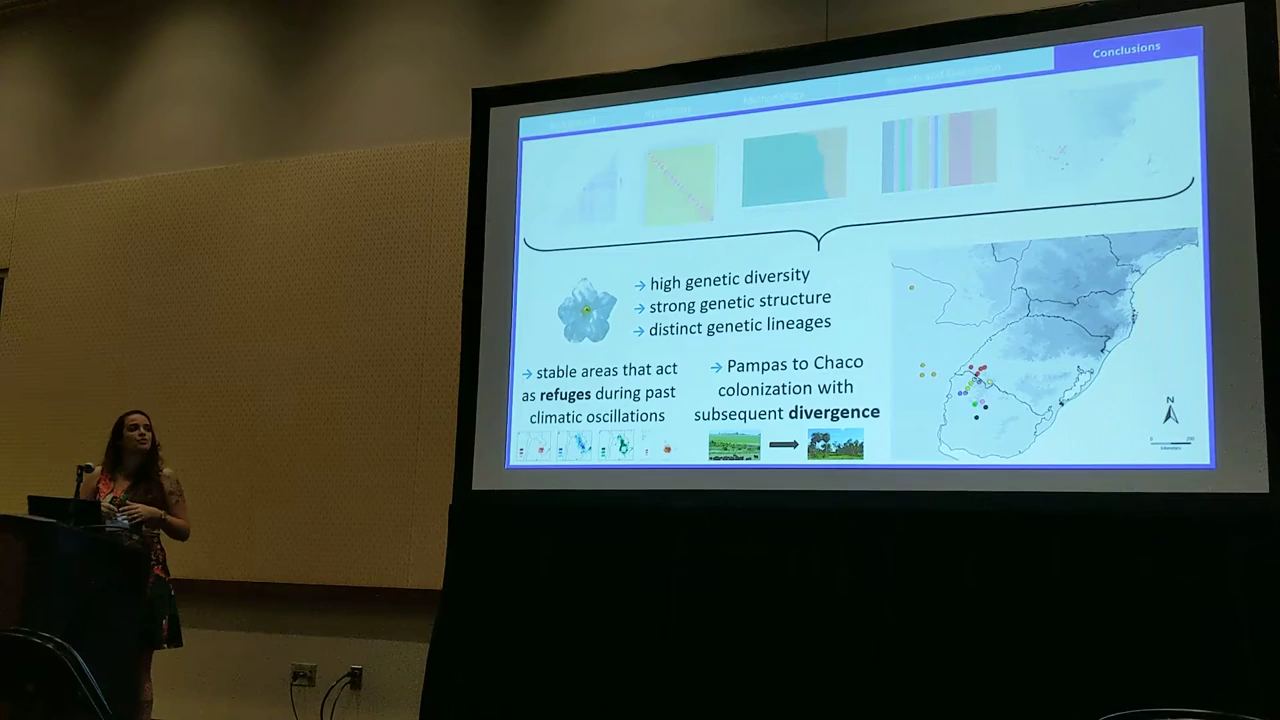 Conclusions
→ high genetic diversity
→ strong genetic structure
→ distinct genetic lineages
→ stable areas that act
as refuges during past
climatic oscillations
→ Pampas to Chaco
colonization with
subsequent divergence
N